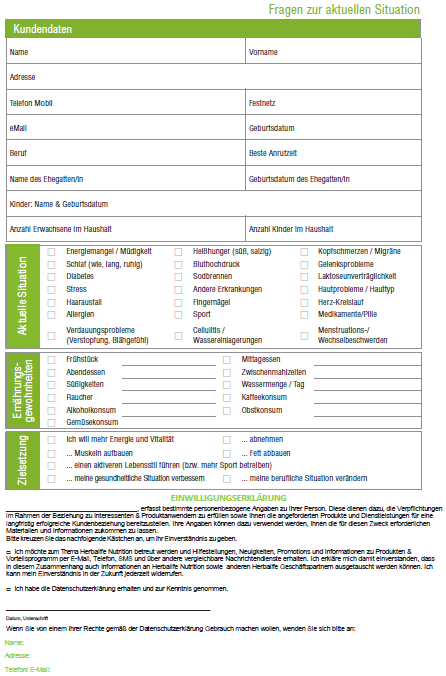 Fragen zur aktuellen Situation
Kundendaten
Name Vorname
Adresse
Telefon Mobil Festnetz
eMail Geburtsdatum
Beruf Beste Anrufzeit
Name des Ehegatten/in Geburtsdatum des Ehegatten/in
Kinder: Name & Geburtsdatum
Anzahl Erwachsene im Haushalt Anzahl Kinder im Haushalt
Aktuelle Situation
Energiemangel / Müdigkeit Heißhunger (süß, salzig) Kopfschmerzen / Migräne
Schlaf (wie, lang, ruhig) Bluthochdruck Gelenksprobleme
Diabetes Sodbrennen Laktoseunverträglichkeit
Stress Andere Erkrankungen Hautprobleme / Hauttyp
Haarausfall Fingernägel Herz-Kreislauf
Allergien Sport Medikamente/Pille
Verdauungsprobleme Cellulitis / Menstruations-/
(Verstopfung, Blähgefühl) Wassereinlagerungen Wechselbeschwerden
Ernährungs-
gewohnheiten
Frühstück Mittagessen
Abendessen Zwischenmahlzeiten
Süßigkeiten Wassermenge / Tag
Raucher Kaffeekonsum
Alkoholkonsum Obstkonsum
Gemüsekonsum
Zielsetzung
Ich will mehr Energie und Vitalität ... abnehmen
... Muskeln aufbauen ... Fett abbauen
... einen aktiveren Lebensstil führen (bzw. mehr Sport betreiben)
... meine gesundheitliche Situation verbessern ... meine berufliche Situation verändern
EINWILLIGUNGSERKLÄRUNG
, erfasst bestimmte personenbezogene Angaben zu Ihrer Person. Diese dienen dazu, die Verpflichtungen
im Rahmen der Beziehung zu Interessenten & Produktanwendern zu erfüllen sowie Ihnen die angeforderten Produkte und Dienstleistungen für eine
langfristig erfolgreiche Kundenbeziehung bereitzustellen. Ihre Angaben können dazu verwendet werden, Ihnen die für diesen Zweck erforderlichen
Materialien und Informationen zukommen zu lassen.
Bitte kreuzen Sie das nachfolgende Kästchen an, um Ihr Einverständnis zu geben.
Ich möchte zum Thema Herbalife Nutrition betreut werden und Hilfestellungen, Neuigkeiten, Promotions und Informationen zu Produkten &
Vorteilsprogramm per E-Mail, Telefon, SMS und über andere vergleichbare Nachrichtendienste erhalten. Ich erkläre mich damit einverstanden, dass
in diesem Zusammenhang auch Informationen an Herbalife Nutrition sowie anderen Herbalife Geschäftspartnern ausgetauscht werden können. Ich
kann mein Einverständnis in der Zukunft jederzeit widerrufen.
Ich habe die Datenschutzerklärung erhalten und zur Kenntnis genommen.
Datum, Unterschrift
Wenn Sie von einem Ihrer Rechte gemäß der Datenschutzerklärung Gebrauch machen wollen, wenden Sie sich bitte an:
Name:
Adresse:
Telefon/ E-Mail: